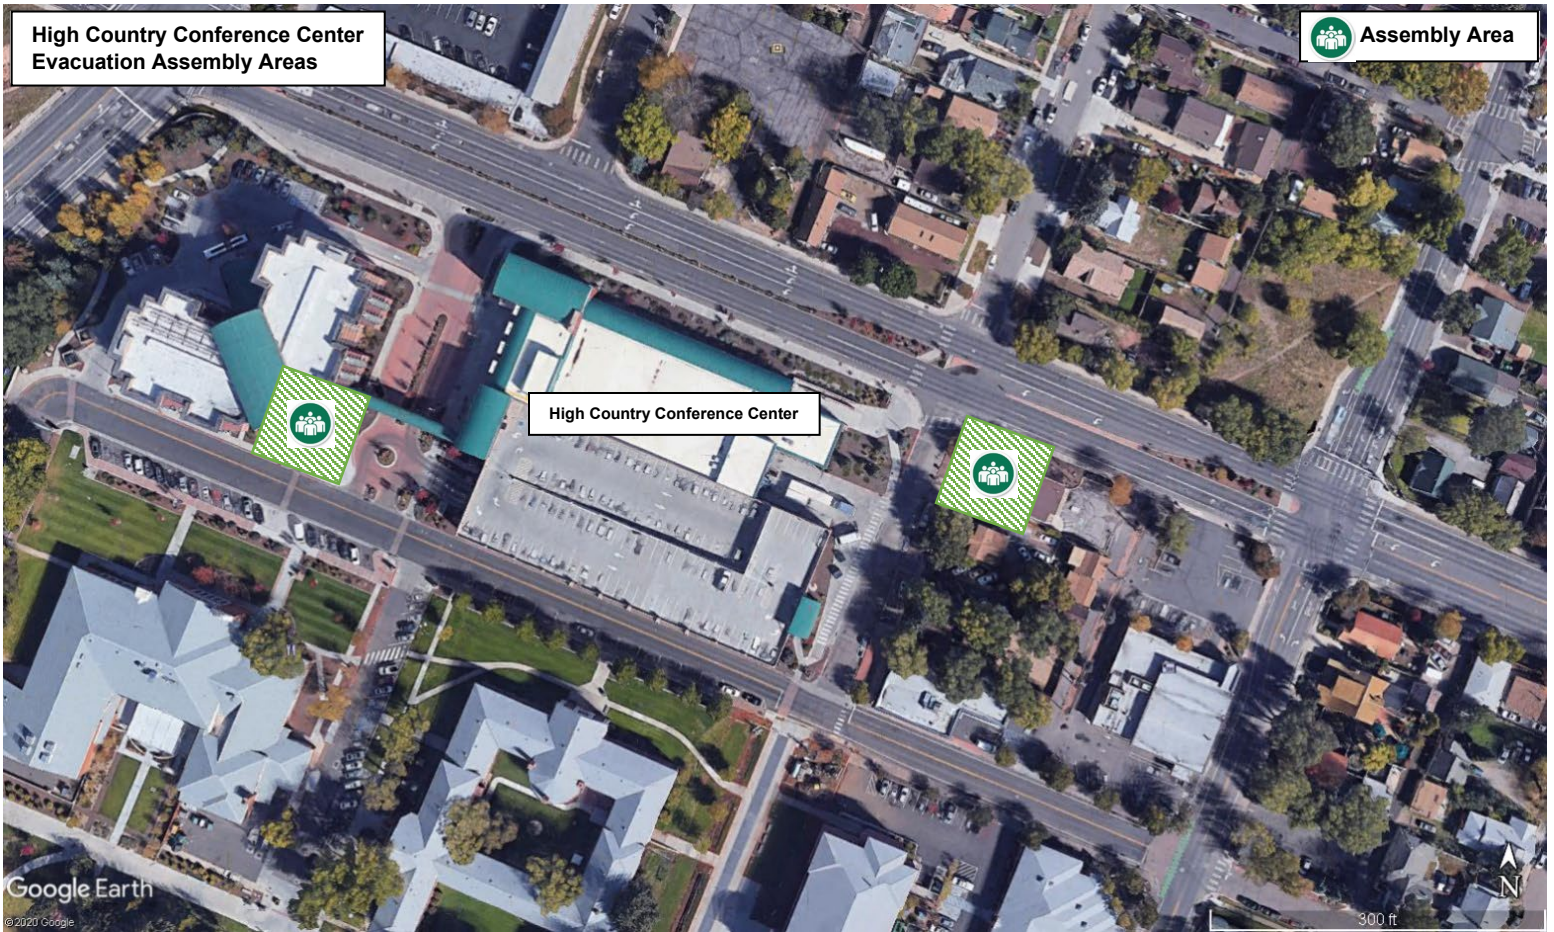 High Country Conference Center
Evacuation Assembly Areas
Assembly Area
High Country Conference Center
Google Earth
©2020 Google
N
300 ft